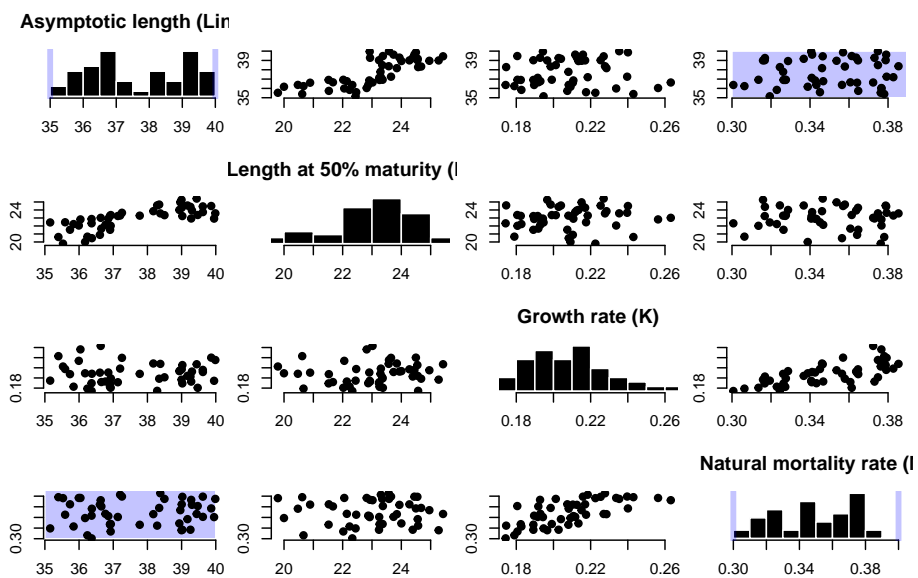 Asymptotic length (Lin
39 39 39
35 35 35
35 36 37 38 39 40 20 22 24 0.18 0.22 0.26 0.30 0.34 0.38
Length at 50% maturity (
24 24 24
20 20 20
35 36 37 38 39 40 20 22 24 0.18 0.22 0.26 0.30 0.34 0.38
Growth rate (K)
0.18 0.18 0.18
35 36 37 38 39 40 20 22 24 0.18 0.22 0.26 0.30 0.34 0.38
Natural mortality rate (
0.30 0.30 0.30
35 36 37 38 39 40 20 22 24 0.18 0.22 0.26 0.30 0.34 0.38